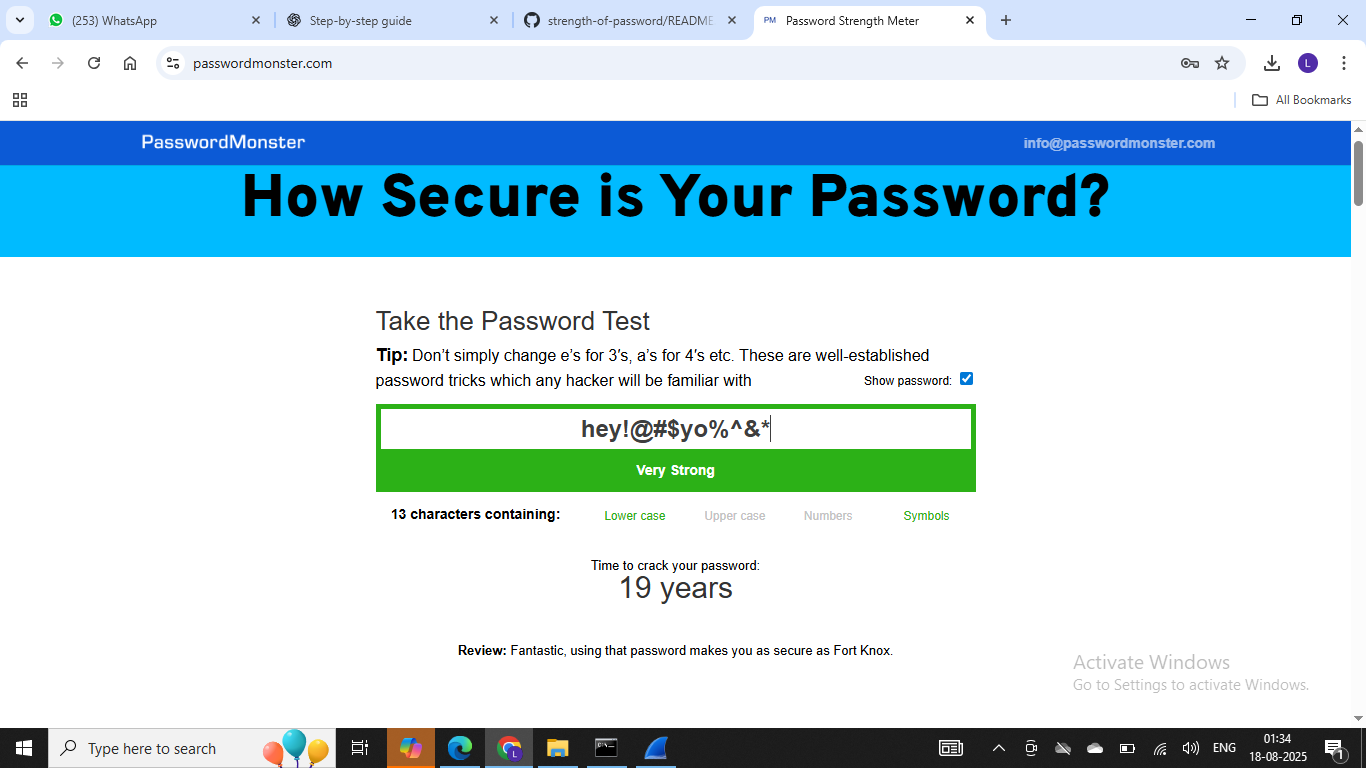 (253) WhatsApp
Step-by-step guide
strength-of-password/README
PM Password Strength Meter
passwordmonster.com
L
All Bookmarks
PasswordMonster
info@passwordmonster.com
How Secure is Your Password?
Take the Password Test
Tip: Don’t simply change e’s for 3′s, a’s for 4′s etc. These are well-established
password tricks which any hacker will be familiar with
Show password:
hey!@#$yo%^&*
Very Strong
13 characters containing:
Lower case
Upper case
Numbers
Symbols
Time to crack your password:
19 years
Review: Fantastic, using that password makes you as secure as Fort Knox.
Activate Windows
Go to Settings to activate Windows.
Type here to search
L
ENG
01:34
18-08-2025
1